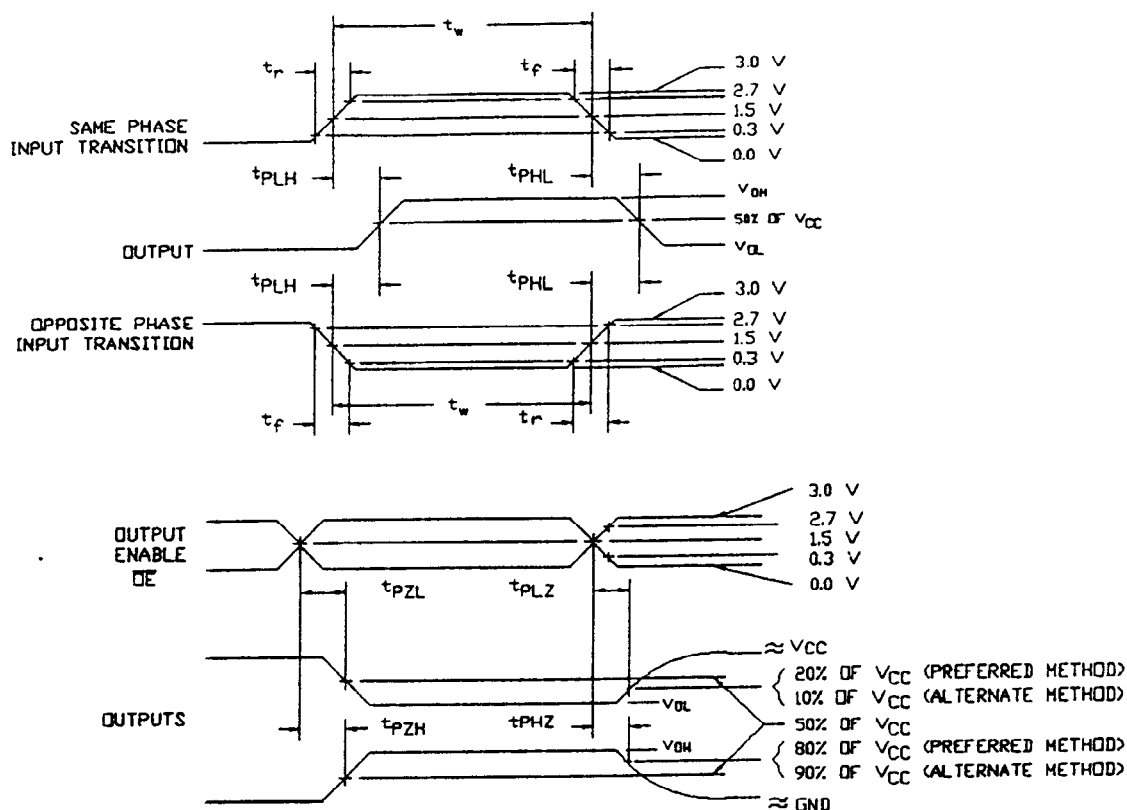 tw
tr
tf
3.0 V
2.7 V
1.5 V
0.3 V
0.0 V
SAME PHASE
INPUT TRANSITION
tPLH
tPHL
VOH
50% OF VCC
VOL
OUTPUT
tPLH
tPHL
3.0 V
2.7 V
1.5 V
0.3 V
0.0 V
OPPOSITE PHASE
INPUT TRANSITION
tw
tf
tr
3.0 V
2.7 V
1.5 V
0.3 V
0.0 V
OUTPUT
ENABLE
OE
tPZL
tPLZ
≈ VCC
20% OF VCC (PREFERRED METHOD)
10% OF VCC (ALTERNATE METHOD)
VOL
OUTPUTS
tPZH
tPHZ
50% OF VCC
VOH
80% OF VCC (PREFERRED METHOD)
90% OF VCC (ALTERNATE METHOD)
≈ GND